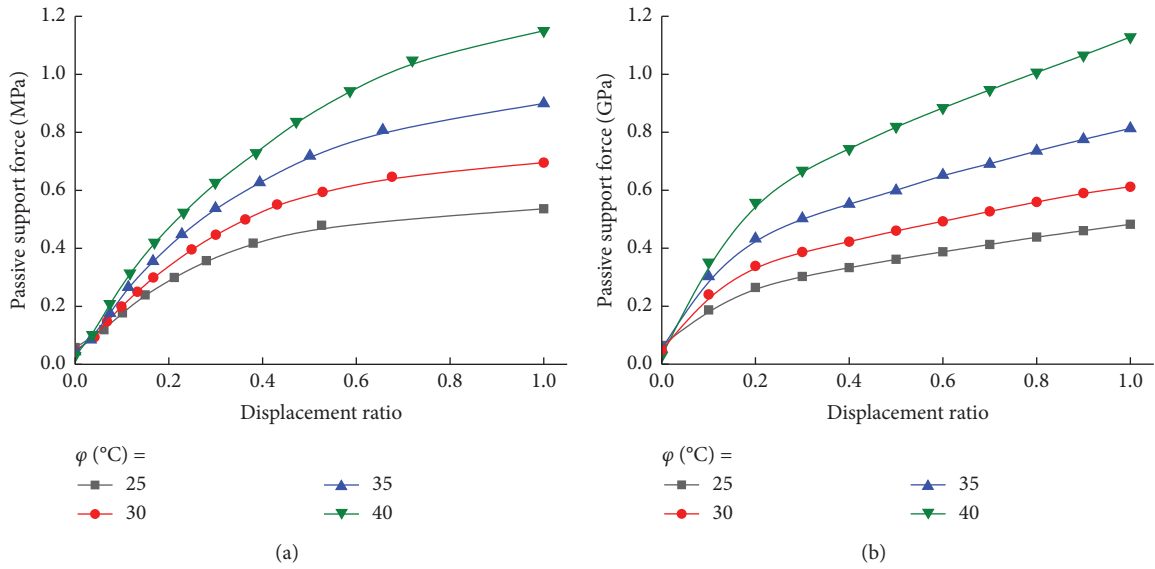 1.2
1.0
0.8
0.6
0.4
0.2
0.0
Passive support force (MPa)
0.0 0.2 0.4 0.6 0.8 1.0
Displacement ratio
φ (°C) =
25 35
30 40
(a)
1.2
1.0
0.8
0.6
0.4
0.2
0.0
Passive support force (GPa)
0.0 0.2 0.4 0.6 0.8 1.0
Displacement ratio
φ (°C) =
25 35
30 40
(b)